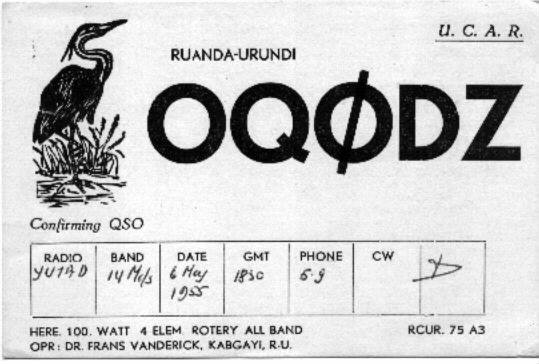 U. C. A. R.
RUANDA-URUNDI
OQØDZ
Confirming QSO
RADIO BAND DATE GMT PHONE CW
YU1AD 14 Mc/s 6 May 1830 5-9
1955
HERE. 100. WATT 4 ELEM. ROTERY ALL BAND RCUR. 75 A3
OPR: DR. FRANS VANDERICK, KABGAYI, R.U.